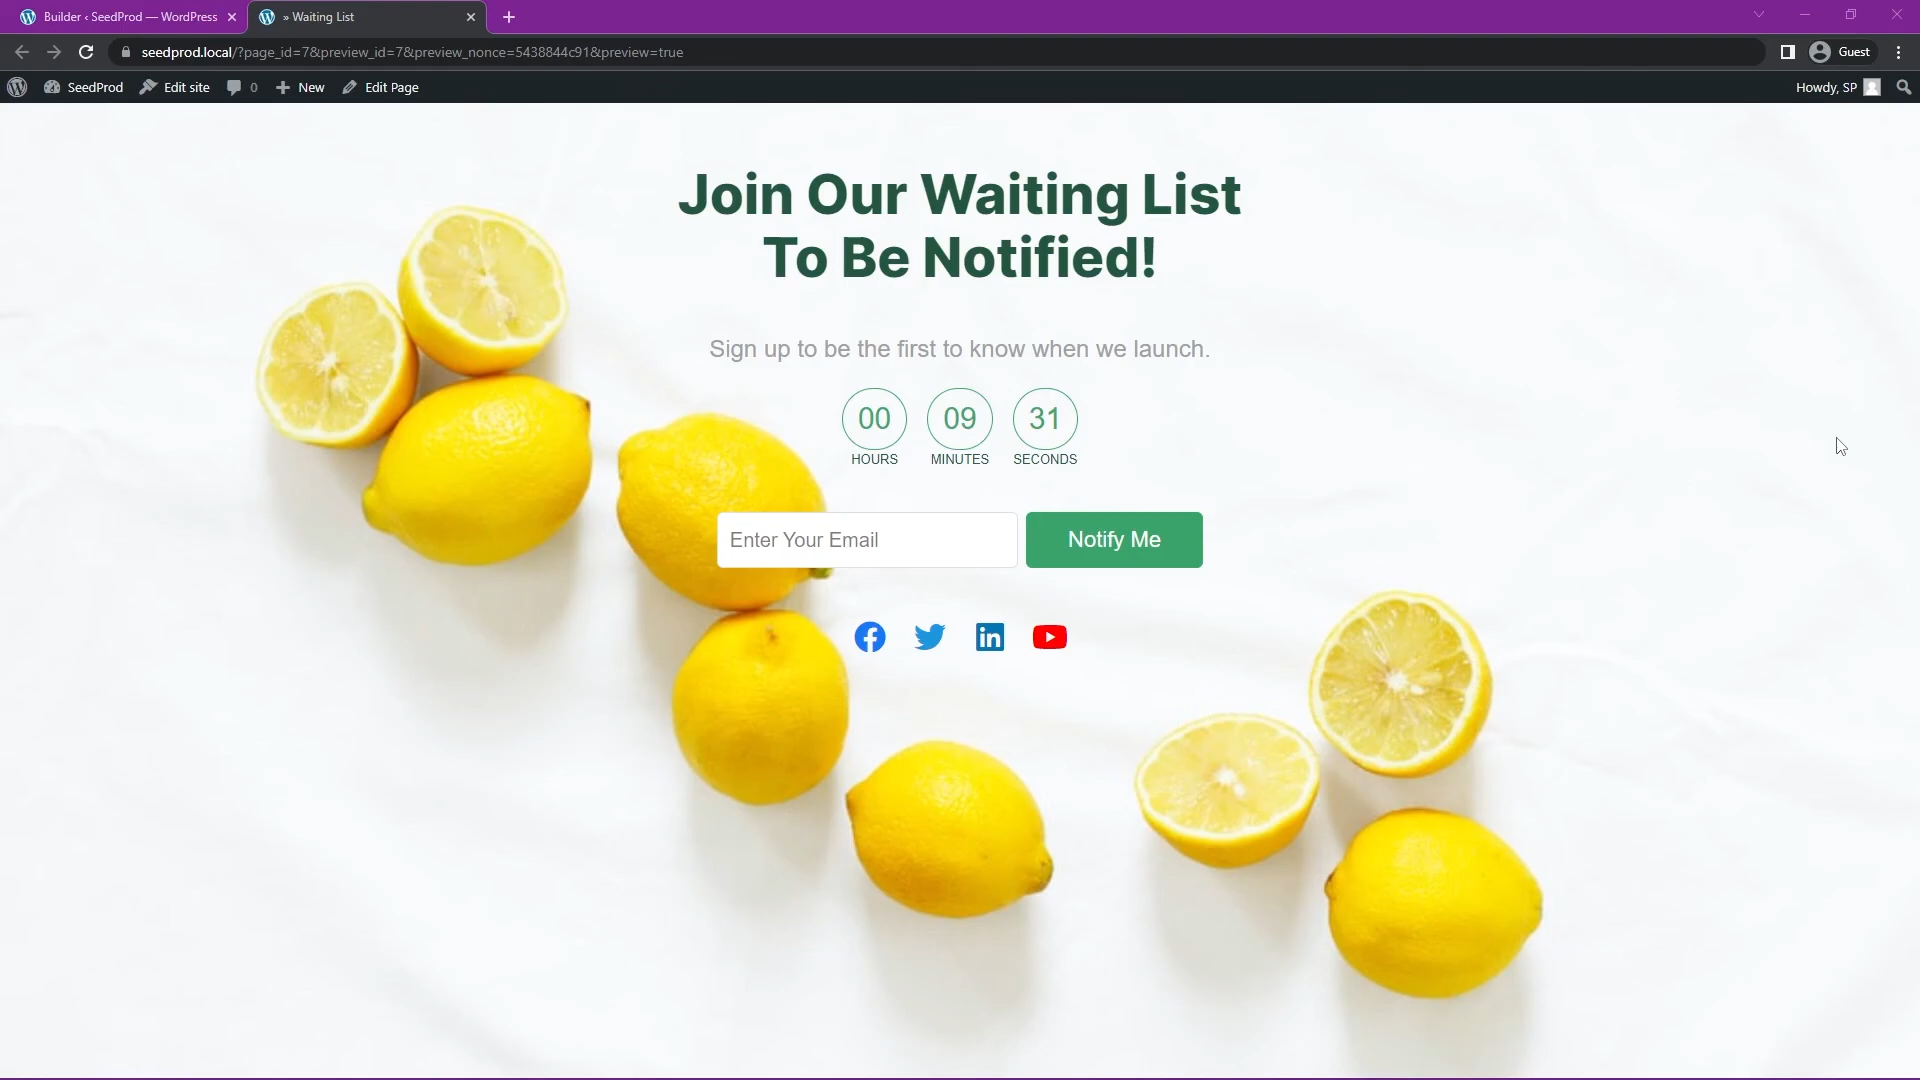 Builder ‹ SeedProd — WordPress
» Waiting List
seedprod.local/?page_id=7&preview_id=7&preview_nonce=5438844c91&preview=true
Guest
SeedProd
Edit site
0
New
Edit Page
Howdy, SP
Join Our Waiting List
To Be Notified!
Sign up to be the first to know when we launch.
00 09 31
HOURS MINUTES SECONDS
Enter Your Email
Notify Me
in